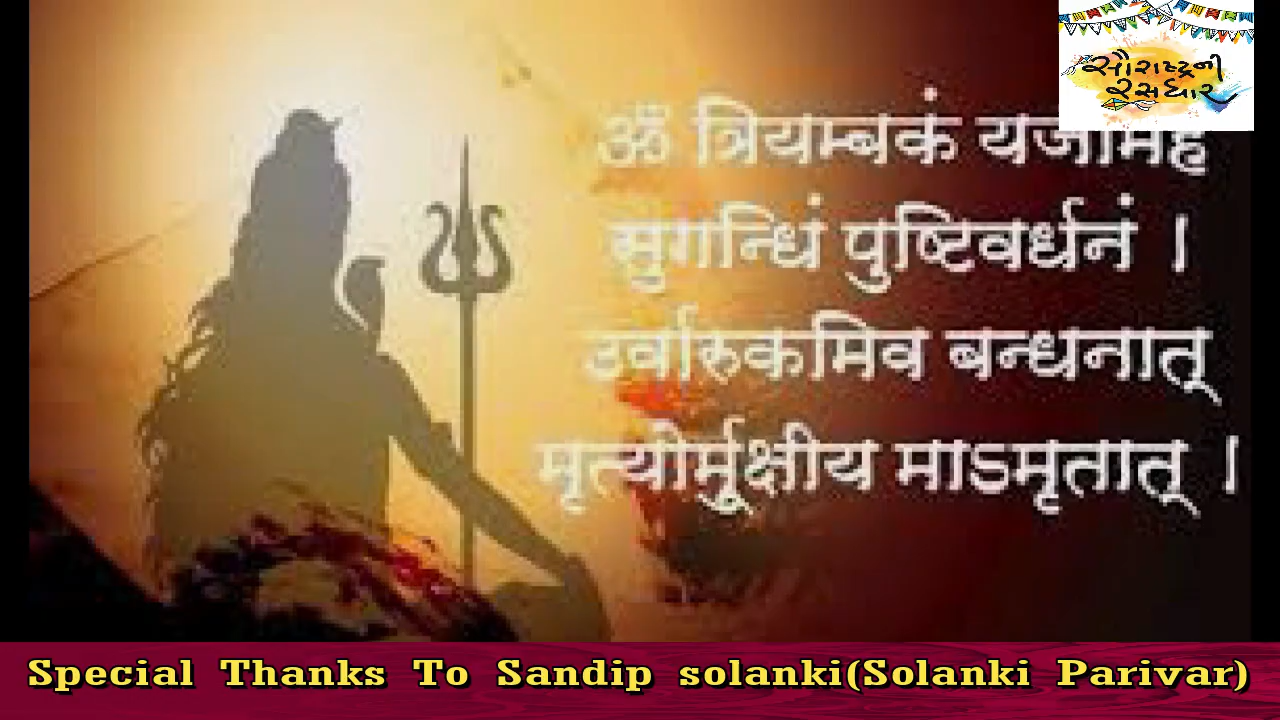 सौराष्ट्रनी
રસધાર
ॐ त्रियम्बकं यजामहे
सुगन्धिं पुष्टिवर्धनं ।
उर्वारुकमिव बन्धनात्
मृत्योर्मुक्षीय माऽमृतात् ।
Special Thanks To Sandip solanki(Solanki Parivar)